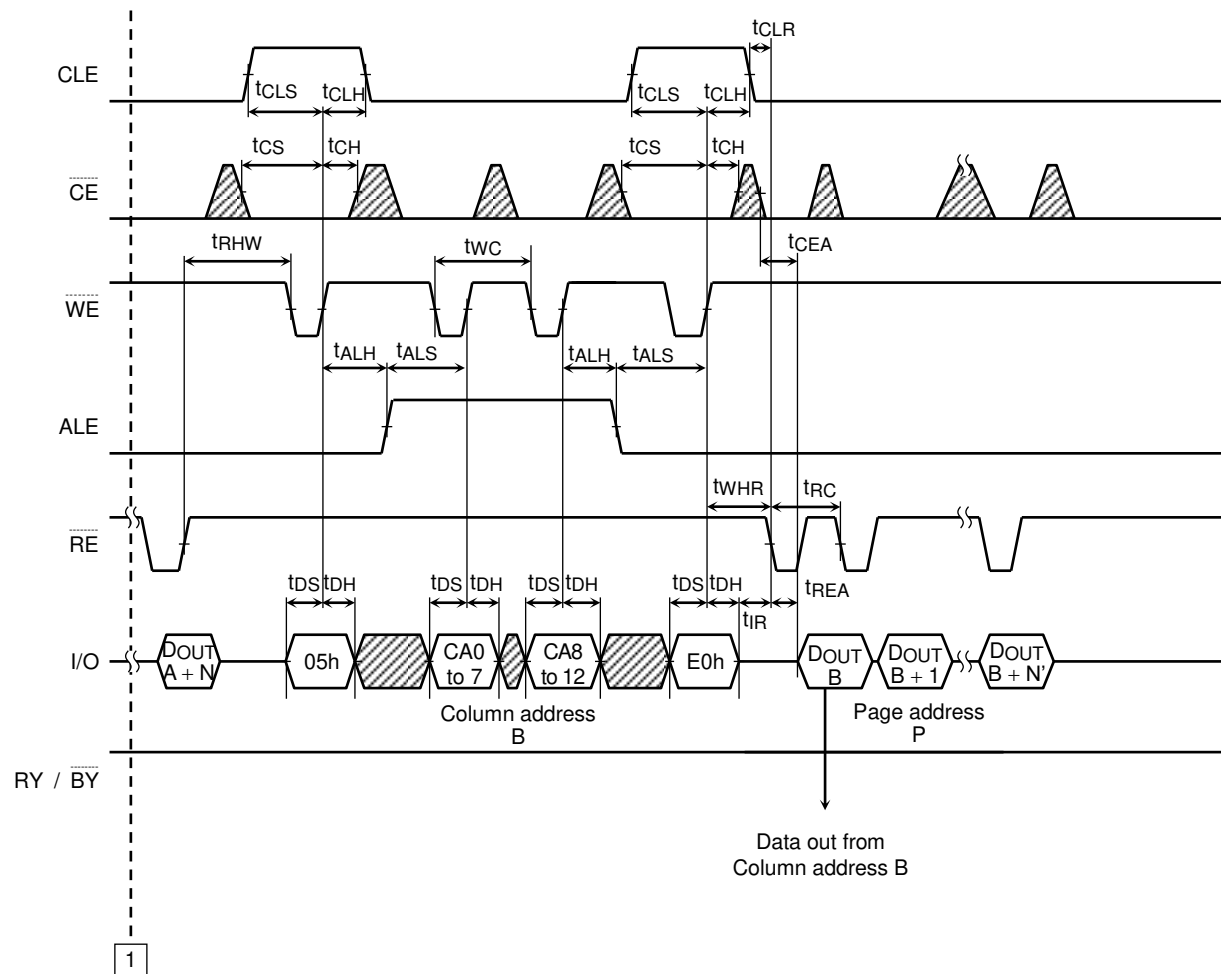 tCLR
CLE
tCLS
tCLH
tCLS
tCLH
tCS
tCH
tCS
tCH
CE
tCEA
tRHW
tWC
WE
tALH
tALS
tALH
tALS
ALE
tWHR
tRC
RE
tDS
tDH
tDS
tDH
tDS
tDH
tDS
tDH
tREA
tIR
I/O
DOUT
A + N
05h
CA0
to 7
CA8
to 12
E0h
DOUT
B
DOUT
B + 1
DOUT
B + N'
Column address
B
Page address
P
RY / BY
Data out from
Column address B
1